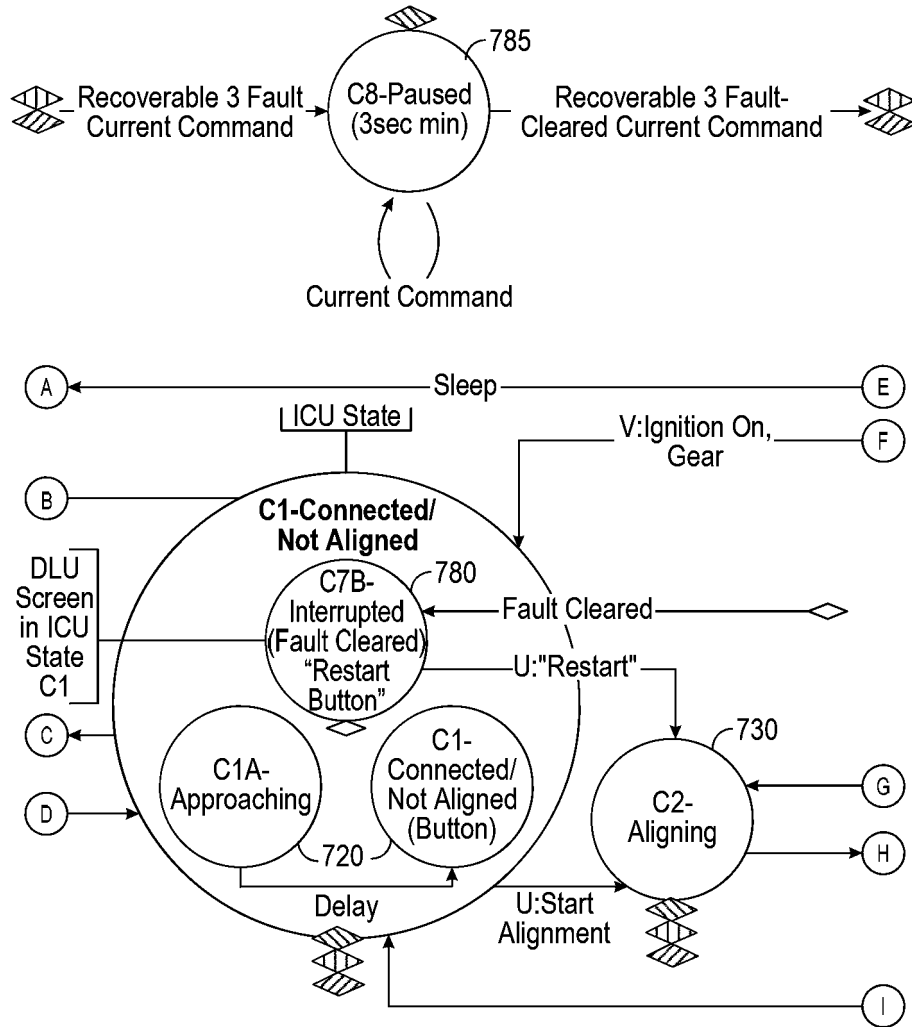 785
Recoverable 3 Fault
Current Command
C8-Paused
(3sec min)
Recoverable 3 Fault-
Cleared Current Command
Current Command
A
Sleep
E
ICU State
V:Ignition On,
Gear
F
B
C1-Connected/
Not Aligned
DLU
Screen
in ICU
State
C1
C7B-
Interrupted
(Fault Cleared)
“Restart
Button”
780
Fault Cleared
U:"Restart"
C
730
C1A-
Approaching
C1-
Connected/
Not Aligned
(Button)
C2-
Aligning
G
D
720
H
Delay
U:Start
Alignment
I